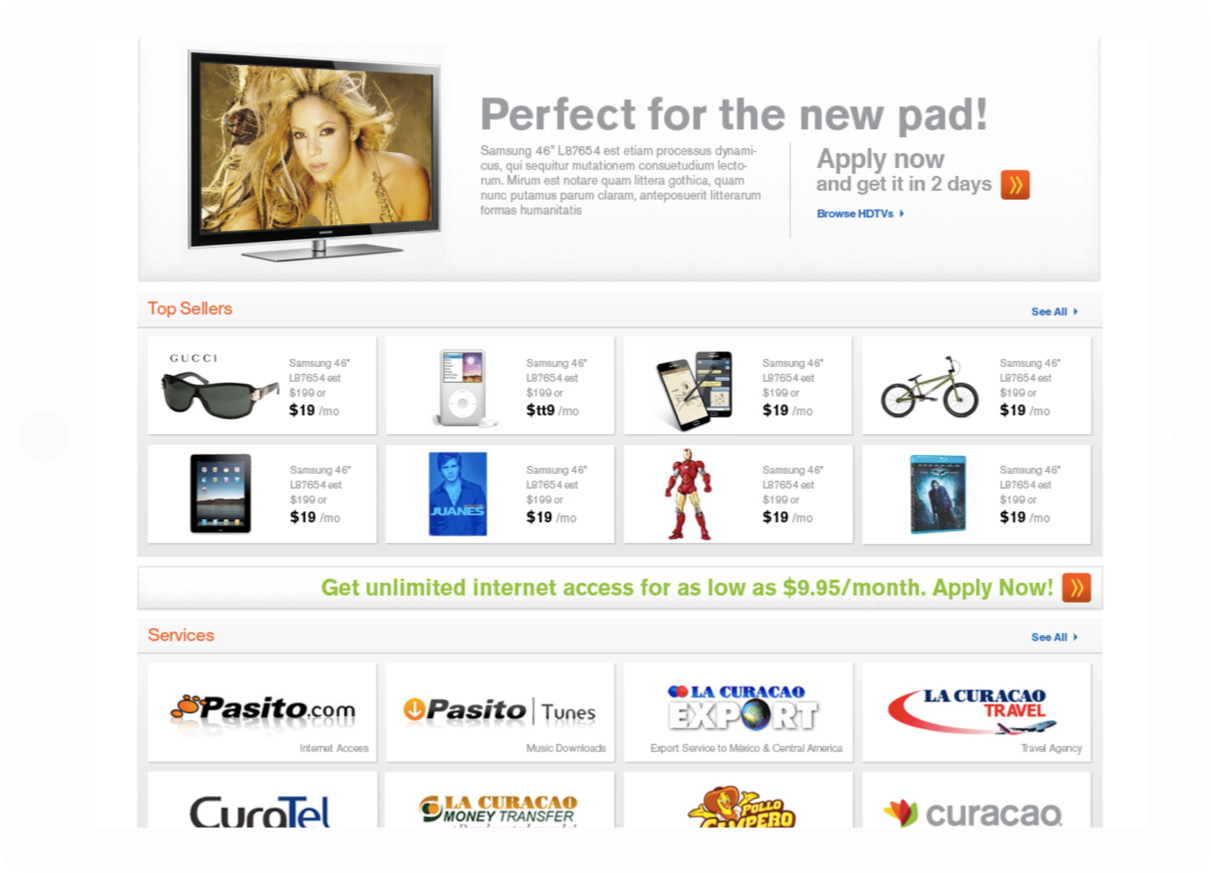 Perfect for the new pad!
Samsung 46" L87654 est etiam processus dynami-
cus, qui sequitur mutationem consuetudium lecto-
rum. Mirum est notare quam littera gothica, quam
nunc putamus parum claram, anteposuerit litterarum
formas humanitatis
Apply now
and get it in 2 days
Browse HDTVs
SAMSUNG
Top Sellers
See All
GUCCI
Samsung 46"
L87654 est
$199 or
$19 /mo
Samsung 46"
L87654 est
$199 or
$tt9 /mo
Samsung 46"
L87654 est
$199 or
$19 /mo
Samsung 46"
L87654 est
$199 or
$19 /mo
Samsung 46"
L87654 est
$199 or
$19 /mo
JUANES
Samsung 46"
L87654 est
$199 or
$19 /mo
Samsung 46"
L87654 est
$199 or
$19 /mo
Samsung 46"
L87654 est
$199 or
$19 /mo
Get unlimited internet access for as low as $9.95/month. Apply Now!
Services
See All
Pasito.com
Internet Access
Pasito Tunes
Music Downloads
LA CURACAO
EXPORT
Export Service to México & Central America
LA CURACAO
TRAVEL
Travel Agency
CuraTel
LA CURACAO
MONEY TRANSFER
POLLO
CAMPERO
curacao